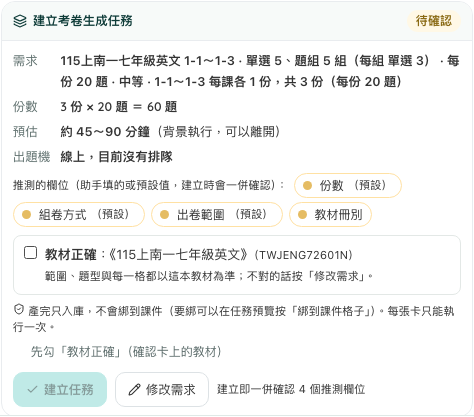 建立考卷生成任務 待確認
需求 115上南一七年級英文 1-1～1-3 · 單選 5、題組 5 組（每組 單選 3） · 每
份 20 題 · 中等 · 1-1～1-3 每課各 1 份，共 3 份（每份 20 題）
份數 3 份 × 20 題 ＝ 60 題
預估 約 45～90 分鐘（背景執行，可以離開）
出題機 線上，目前沒有排隊
推測的欄位（助手填的或預設值，建立時會一併確認）： 份數 （預設）
組卷方式 （預設） 出卷範圍 （預設） 教材冊別
教材正確：《115上南一七年級英文》（TWJENG72601N）
範圍、題型與每一格都以這本教材為準；不對的話按「修改需求」。
產完只入庫，不會綁到課件（要綁可以在任務預覽按「綁到課件格子」）。每張卡只能執
行一次。
先勾「教材正確」（確認卡上的教材）
建立任務 修改需求 建立即一併確認 4 個推測欄位